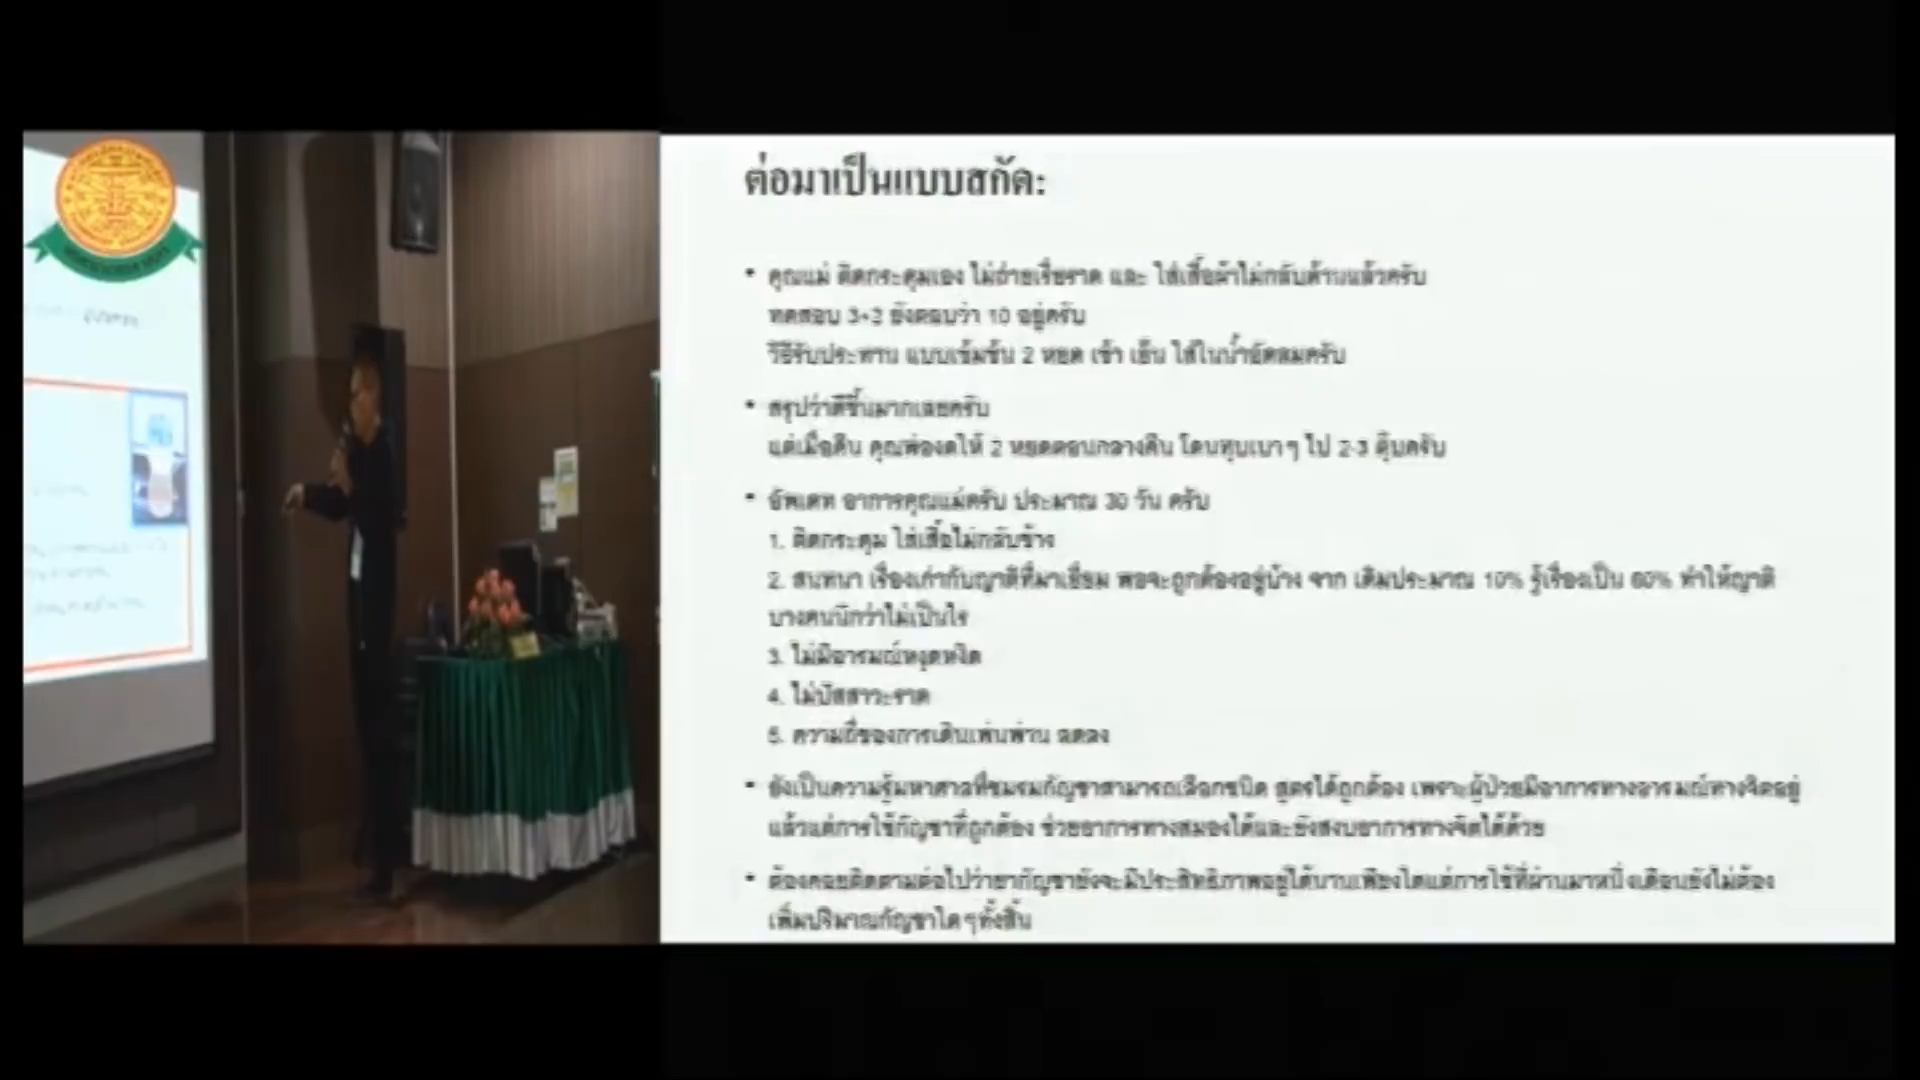 ต่อมาเป็นแบบสกัด:
• คุณแม่ ติดกระดุมเอง ไม่ถ่ายเรี่ยราด และ ใส่เสื้อผ้าไม่กลับด้านแล้วครับ
ทดสอบ 3+2 ยังตอบว่า 10 อยู่ครับ
วิธีรับประทาน แบบเข้มข้น 2 หยด เช้า เย็น ใส่ในน้ำอัดลมครับ
• สรุปว่าดีขึ้นมากเลยครับ
แต่เมื่อคืน คุณพ่องดให้ 2 หยดตอนกลางคืน โดนทุบเบาๆ ไป 2-3 ตุ๊บครับ
• อัพเดท อาการคุณแม่ครับ ประมาณ 30 วัน ครับ
1. ติดกระดุม ใส่เสื้อไม่กลับข้าง
2. สนทนา เรื่องเก่ากับญาติที่มาเยี่ยม พอจะถูกต้องอยู่บ้าง จาก เดิมประมาณ 10% รู้เรื่องเป็น 60% ทำให้ญาติ
บางคนนึกว่าไม่เป็นไร
3. ไม่มีอารมณ์หงุดหงิด
4. ไม่ปัสสาวะราด
5. ความถี่ของการเดินเพ่นพ่าน ลดลง
• ยังเป็นความรู้มหาศาลที่ชมรมกัญชาสามารถเลือกชนิด สูตรได้ถูกต้อง เพราะผู้ป่วยมีอาการทางอารมณ์ทางจิตอยู่
แล้วแต่การใช้กัญชาที่ถูกต้อง ช่วยอาการทางสมองได้และยังสงบอาการทางจิตได้ด้วย
• ต้องคอยติดตามต่อไปว่ายากัญชายังจะมีประสิทธิภาพอยู่ได้นานเพียงใดแต่การใช้ที่ผ่านมาหนึ่งเดือนยังไม่ต้อง
เพิ่มปริมาณกัญชาใดๆทั้งสิ้น